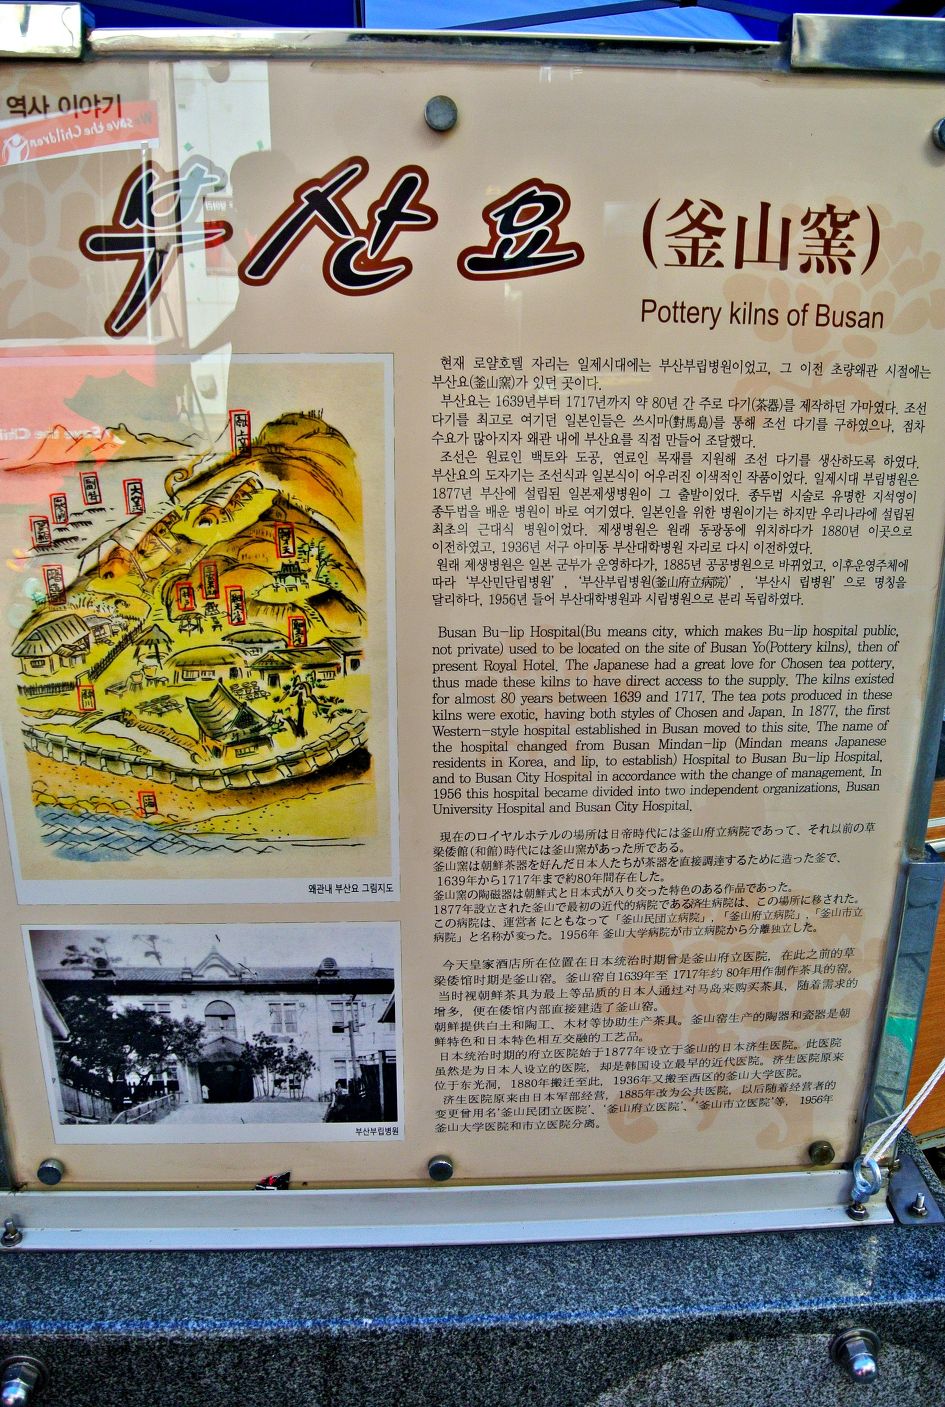 역사 이야기
save the Children
부산요
(釜山窯)
Pottery kilns of Busan
현재 로얄호텔 자리는 일제시대에는 부산부립병원이었고, 그 이전 초량왜관 시절에는
부산요(釜山窯)가 있던 곳이다.
부산요는 1639년부터 1717년까지 약 80년 간 주로 다기(茶器)를 제작하던 가마였다. 조선
다기를 최고로 여기던 일본인들은 쓰시마(對馬島)를 통해 조선 다기를 구하였으나, 점차
수요가 많아지자 왜관 내에 부산요를 직접 만들어 조달했다.
조선은 원료인 백토와 도공, 연료인 목재를 지원해 조선 다기를 생산하도록 하였다.
부산요의 도자기는 조선식과 일본식이 어우러진 이색적인 작품이었다. 일제시대 부립병원은
1877년 부산에 설립된 일본제생병원이 그 출발이었다. 종두법 시술로 유명한 지석영이
종두법을 배운 병원이 바로 여기였다. 일본인을 위한 병원이기는 하지만 우리나라에 설립된
최초의 근대식 병원이었다. 제생병원은 원래 동광동에 위치하다가 1880년 이곳으로
이전하였고, 1936년 서구 아미동 부산대학병원 자리로 다시 이전하였다.
원래 제생병원은 일본 군부가 운영하다가, 1885년 공공병원으로 바뀌었고, 이후운영주체에
따라 '부산민단립병원' , '부산부립병원(釜山府立病院)' , '부산시 립병원' 으로 명칭을
달리하다, 1956년 들어 부산대학병원과 시립병원으로 분리 독립하였다.
Busan Bu-lip Hospital(Bu means city, which makes Bu-lip hospital public,
not private) used to be located on the site of Busan Yo(Pottery kilns), then of
present Royal Hotel. The Japanese had a great love for Chosen tea pottery,
thus made these kilns to have direct access to the supply. The kilns existed
for almost 80 years between 1639 and 1717. The tea pots produced in these
kilns were exotic, having both styles of Chosen and Japan. In 1877, the first
Western-style hospital established in Busan moved to this site. The name of
the hospital changed from Busan Mindan-lip (Mindan means Japanese
residents in Korea, and lip, to establish) Hospital to Busan Bu-lip Hospital,
and to Busan City Hospital in accordance with the change of management. In
1956 this hospital became divided into two independent organizations, Busan
University Hospital and Busan City Hospital.
現在のロイヤルホテルの場所は日帝時代には釜山府立病院であって、それ以前の草
梁倭館(和館)時代には釜山窯があった所である。
釜山窯は朝鮮茶器を好んだ日本人たちが茶器を直接調達するために造った釜で、
1639年から1717年まで約80年間存在した。
釜山窯の陶磁器は朝鮮式と日本式が入り交った特色のある作品であった。
1877年設立された釜山で最初の近代的病院である済生病院は、この場所に移された。
この病院は、運営者 にともなって「釜山民団立病院」, 「釜山府立病院」, 「釜山市立
病院」と名称が変った。1956年 釜山大学病院が市立病院から分離独立した。
今天皇家酒店所在位置在日本统治时期曾是釜山府立医院, 在此之前的草
梁倭馆时期是釜山窑。釜山窑自1639年至 1717年约 80年用作制作茶具的窑。
当时视朝鲜茶具为最上等品质的日本人通过对马岛来购买茶具, 随着需求的
增多, 便在倭馆内部直接建造了釜山窑。
朝鲜提供白土和陶工、木材等协助生产茶具。釜山窑生产的陶器和瓷器是朝
鲜特色和日本特色相互交融的工艺品。
日本统治时期的府立医院始于1877年设立于釜山的日本济生医院。此医院
虽然是为日本人设立的医院, 却是韩国设立最早的近代医院。济生医院原来
位于东光洞, 1880年搬迁至此, 1936年又搬至西区的釜山大学医院。
济生医院原来由日本军部经营, 1885年改为公共医院, 以后随着经营者的
变更曾用名'釜山民团立医院'、'釜山府立医院'、'釜山市立医院'等, 1956年
釜山大学医院和市立医院分离。
왜관내 부산요 그림지도
부산부립병원